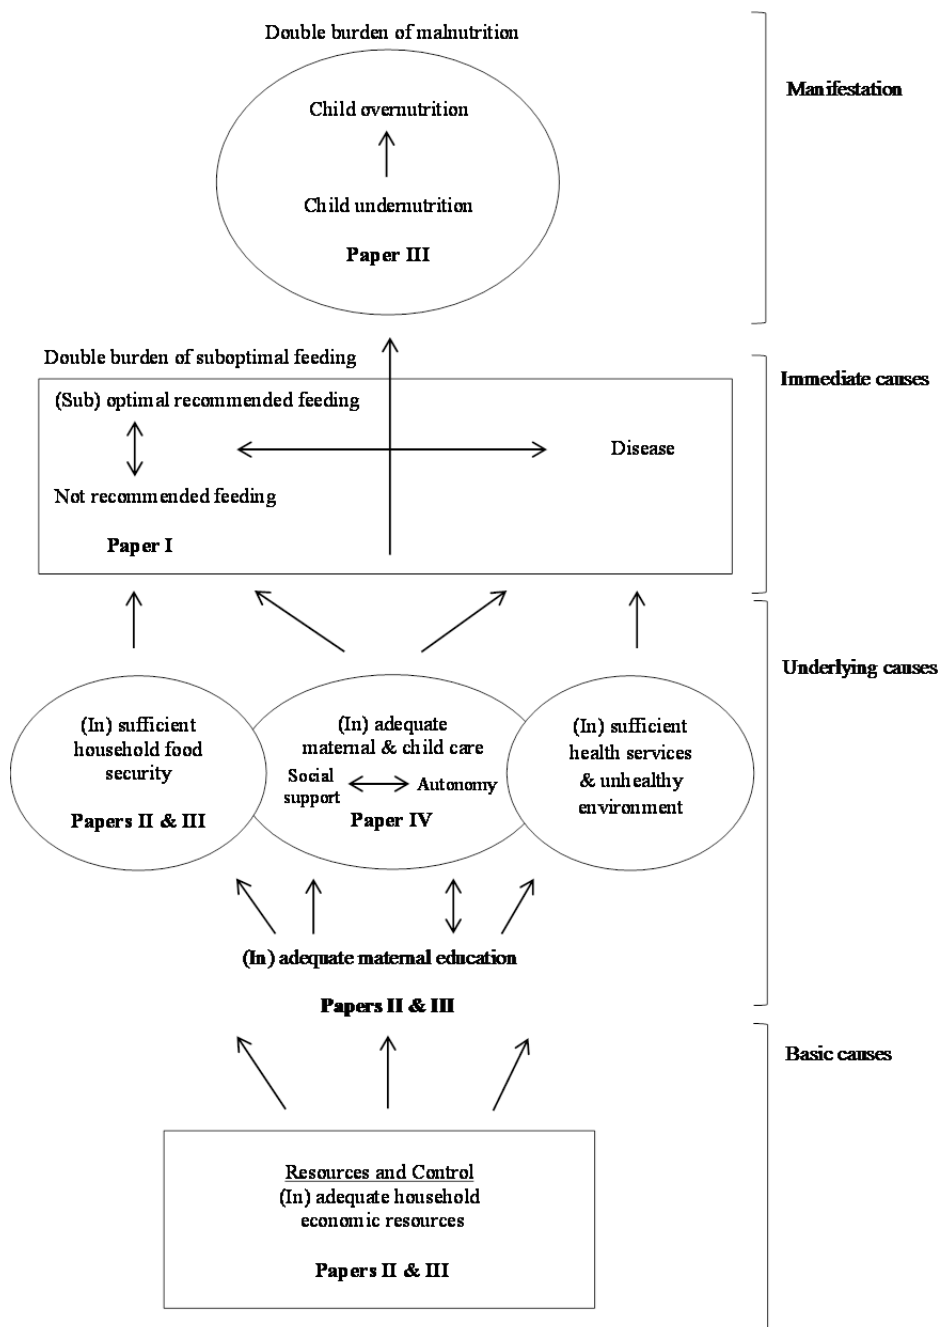 Double burden of malnutrition
Manifestation
Child overnutrition
Child undernutrition
Paper III
Double burden of suboptimal feeding
Immediate causes
(Sub) optimal recommended feeding
Disease
Not recommended feeding
Paper I
Underlying causes
(In) sufficient
household food
security
Papers II & III
(In) adequate
maternal & child care
Social
support
Autonomy
Paper IV
(In) sufficient
health services
& unhealthy
environment
(In) adequate maternal education
Papers II & III
Basic causes
Resources and Control
(In) adequate household
economic resources
Papers II & III